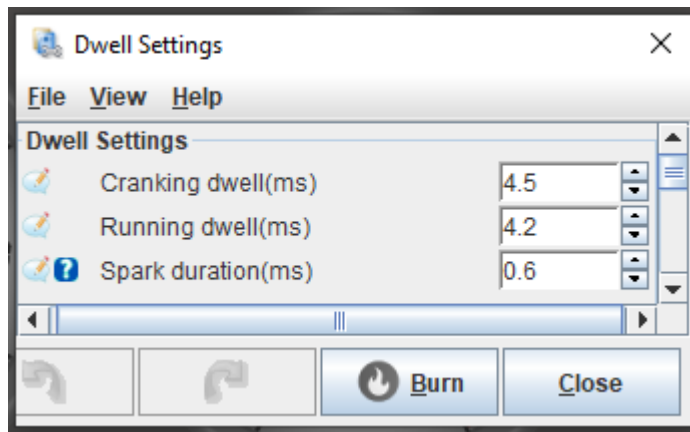 Dwell Settings
File View Help
Dwell Settings
Cranking dwell(ms) 4.5
Running dwell(ms) 4.2
? Spark duration(ms) 0.6
Burn Close